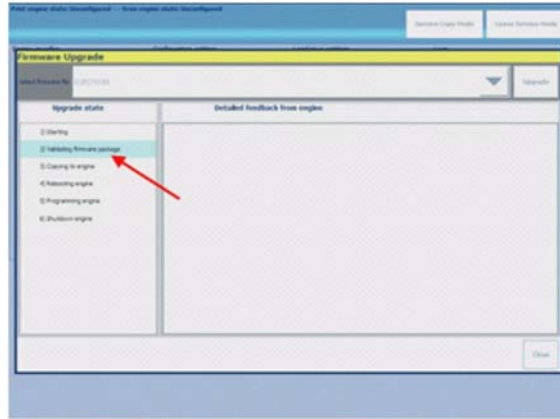 Print engine state: Unconfigured -- Scan engine state: Unconfigured
Service Copy Mode
Leave Service Mode
Firmware Upgrade
Upgrade
Upgrade state
Detailed feedback from engine
1) Starting
2) Validating firmware package
3) Copying to engine
4) Rebooting engine
5) Programming engine
6) Shutdown engine
Close